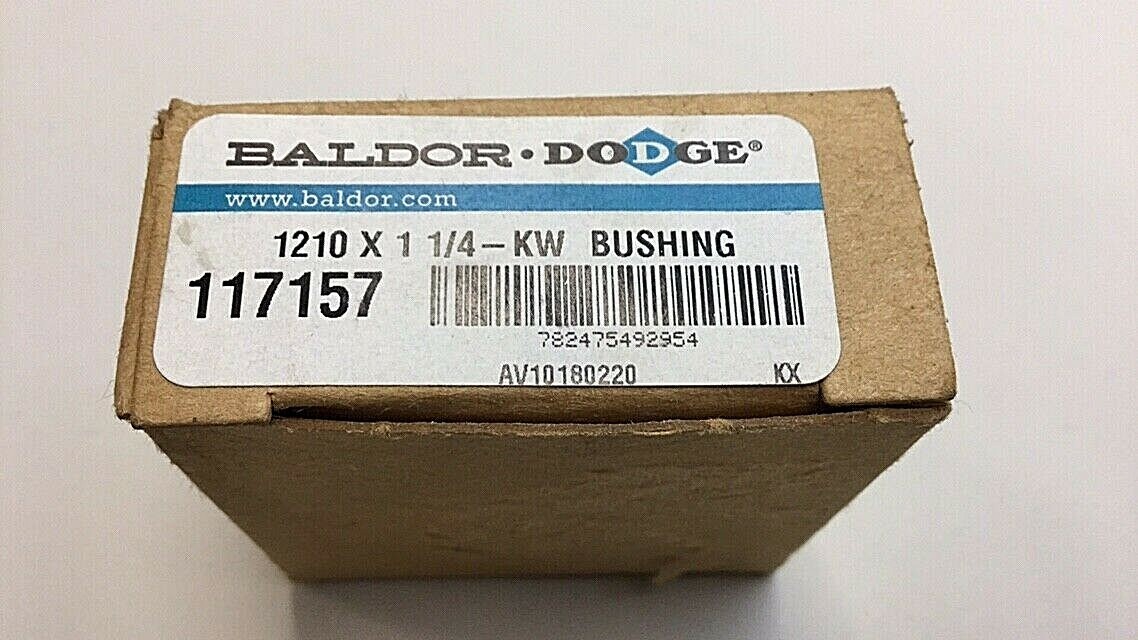 BALDOR · DODGE®
www.baldor.com
1210 X 1 1/4 – KW BUSHING
117157
782475492954
AV10180220 KX